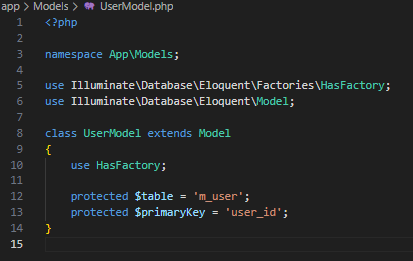 app > Models > UserModel.php
1 <?php
2
3 namespace App\Models;
4
5 use Illuminate\Database\Eloquent\Factories\HasFactory;
6 use Illuminate\Database\Eloquent\Model;
7
8 class UserModel extends Model
9 {
10     use HasFactory;
11
12     protected $table = 'm_user';
13     protected $primaryKey = 'user_id';
14 }
15